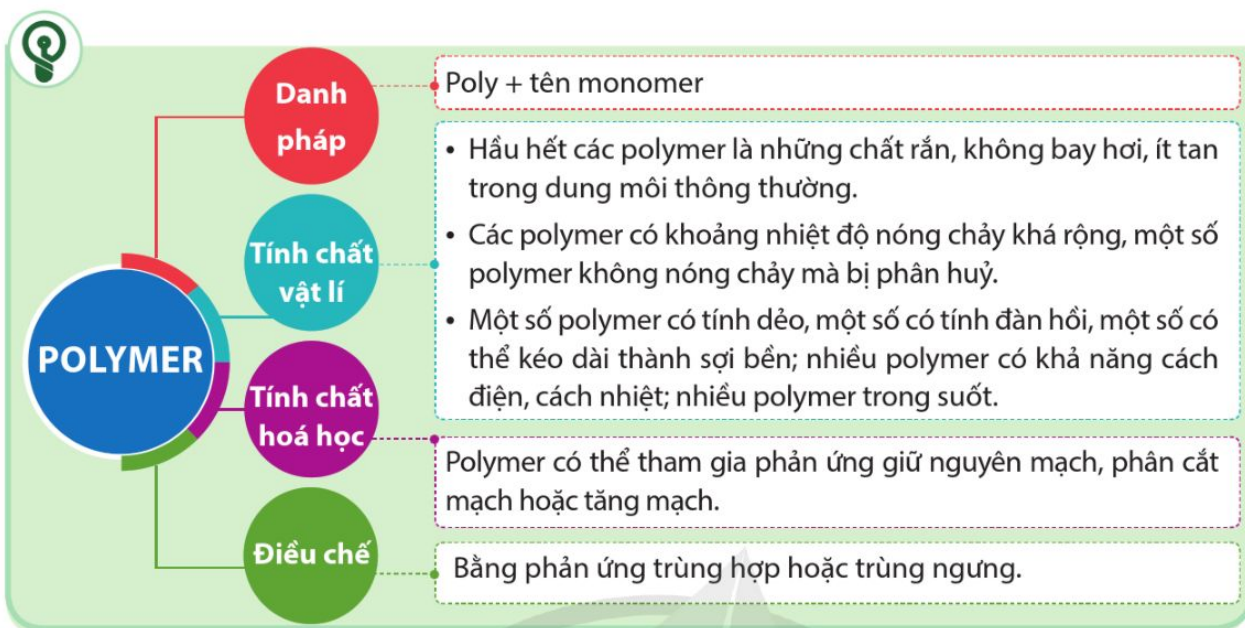 Danh
pháp
Poly + tên monomer
Tính chất
vật lí
• Hầu hết các polymer là những chất rắn, không bay hơi, ít tan
trong dung môi thông thường.
• Các polymer có khoảng nhiệt độ nóng chảy khá rộng, một số
polymer không nóng chảy mà bị phân huỷ.
• Một số polymer có tính dẻo, một số có tính đàn hồi, một số có
thể kéo dài thành sợi bền; nhiều polymer có khả năng cách
điện, cách nhiệt; nhiều polymer trong suốt.
POLYMER
Tính chất
hoá học
Polymer có thể tham gia phản ứng giữ nguyên mạch, phân cắt
mạch hoặc tăng mạch.
Điều chế
Bằng phản ứng trùng hợp hoặc trùng ngưng.